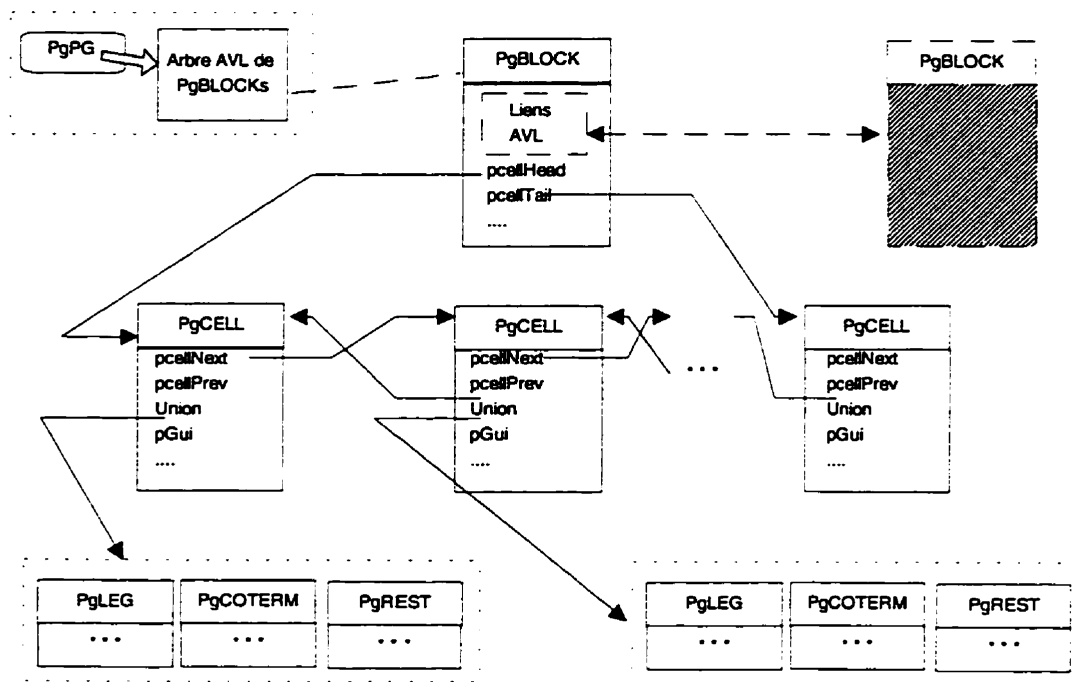 PgPG
Arbre AVL de
PgBLOCKs
PgBLOCK
Liens
AVL
pcellHead
pcellTail
....
PgBLOCK
PgCELL
pcellNext
pcellPrev
Union
pGui
....
PgCELL
pcellNext
pcellPrev
Union
pGui
....
...
PgCELL
pcellNext
pcellPrev
Union
pGui
....
PgLEG
...
PgCOTERM
...
PgREST
...
PgLEG
...
PgCOTERM
...
PgREST
...